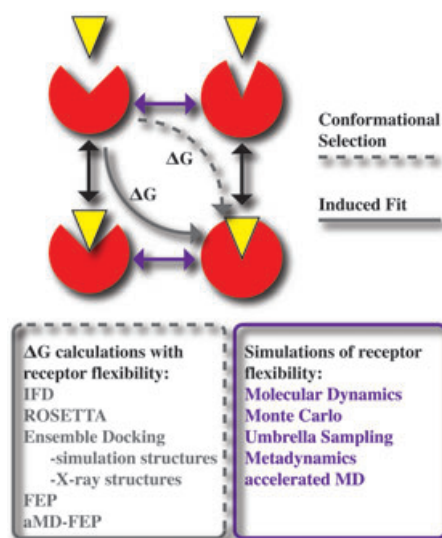 Conformational
Selection
ΔG
ΔG
Induced Fit
ΔG calculations with
receptor flexibility:
IFD
ROSETTA
Ensemble Docking
-simulation structures
-X-ray structures
FEP
aMD-FEP
Simulations of receptor
flexibility:
Molecular Dynamics
Monte Carlo
Umbrella Sampling
Metadynamics
accelerated MD